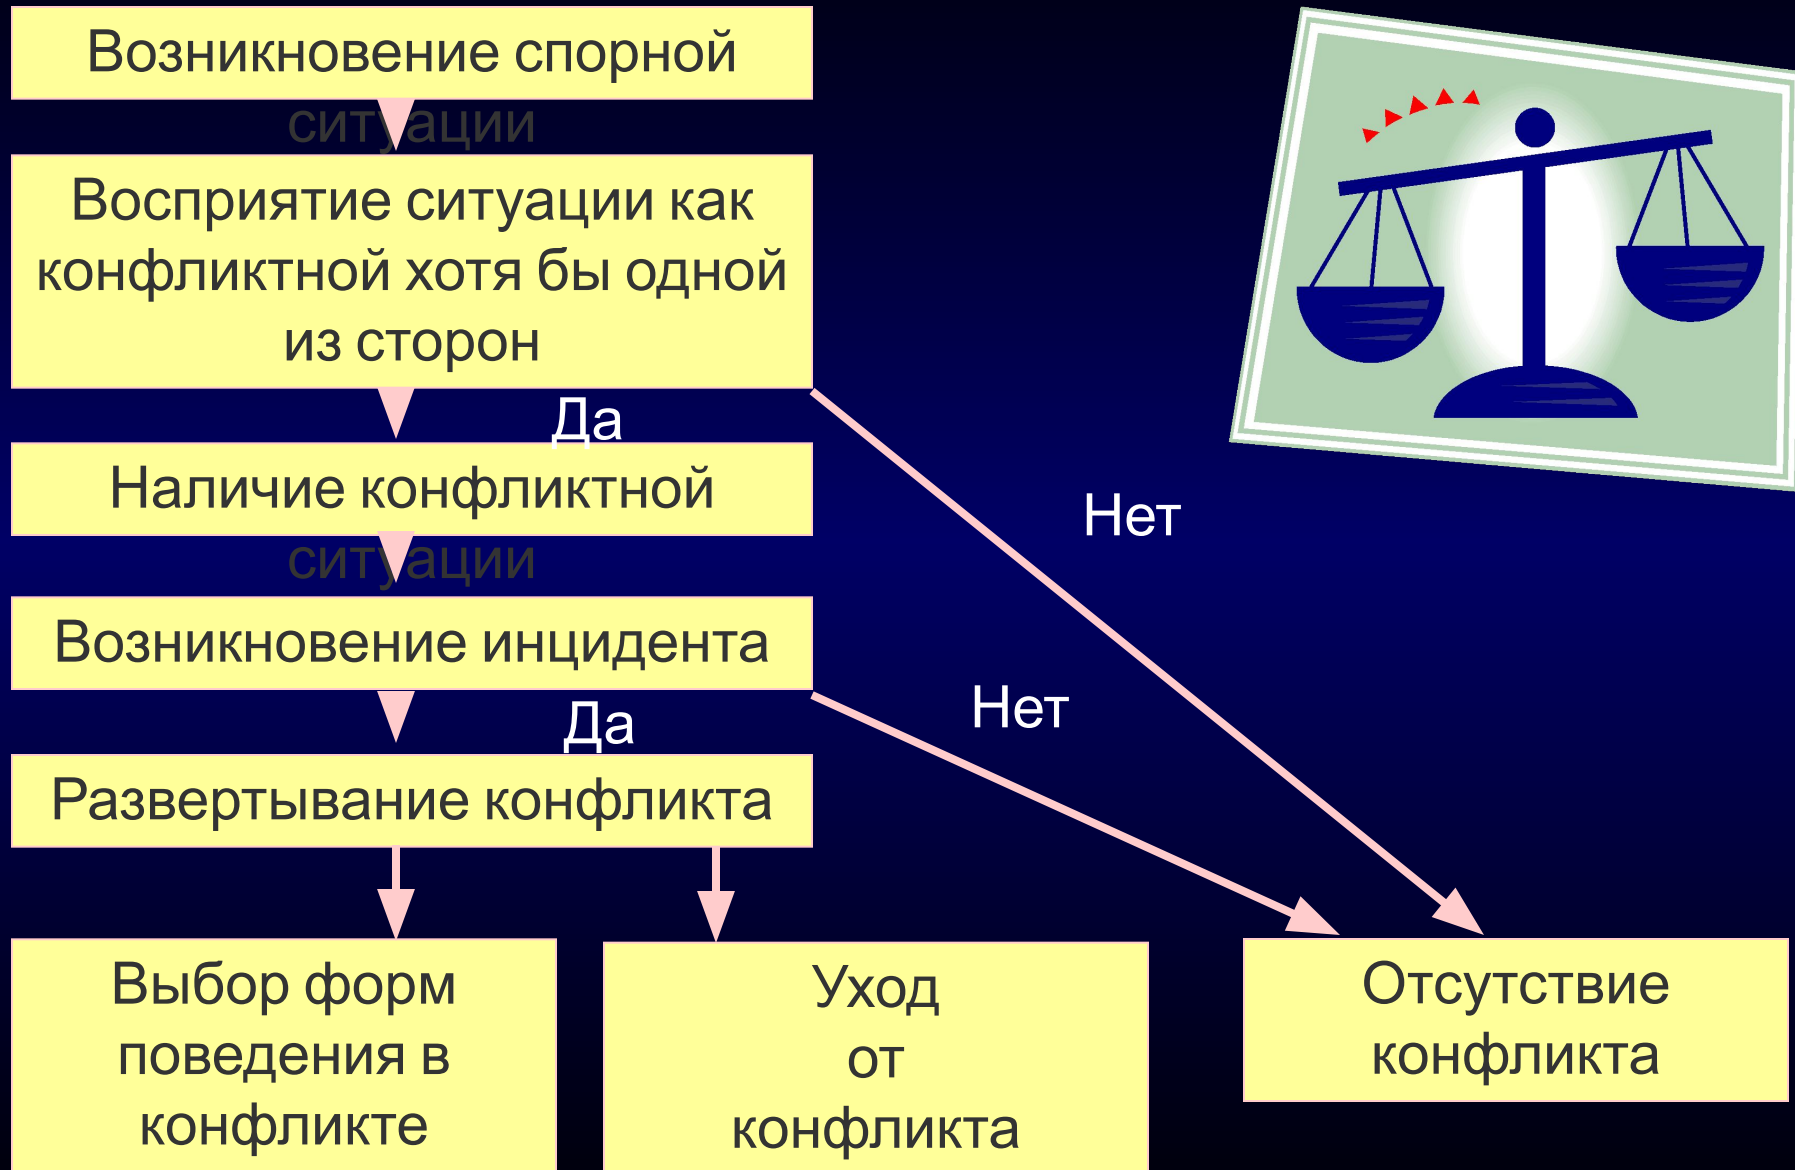 Возникновение спорной
ситуации
Восприятие ситуации как
конфликтной хотя бы одной
из сторон
Да
Наличие конфликтной
Нет
ситуации
Возникновение инцидента
Нет
Да
Развертывание конфликта
Выбор форм
поведения в
конфликте
Уход
от
конфликта
Отсутствие
конфликта